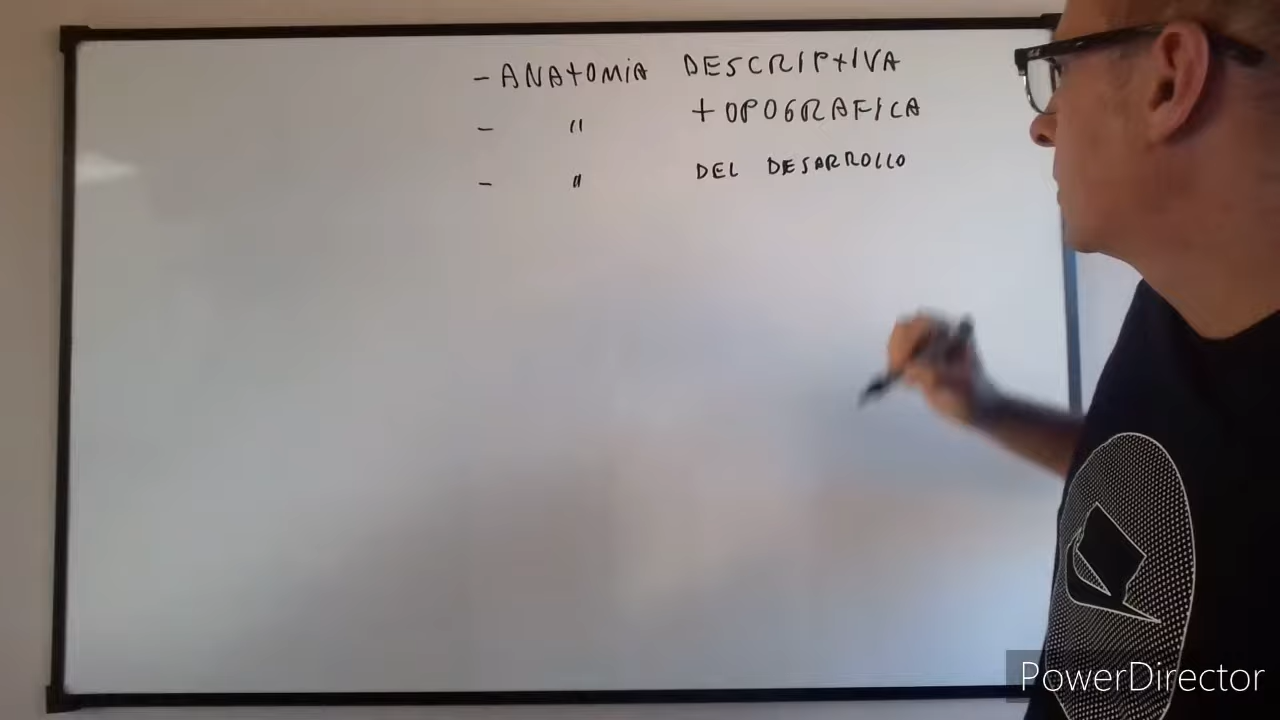 - ANATOMIA DESCRIPTIVA
- " TOPOGRAFICA
- " DEL DESARROLLO
PowerDirector